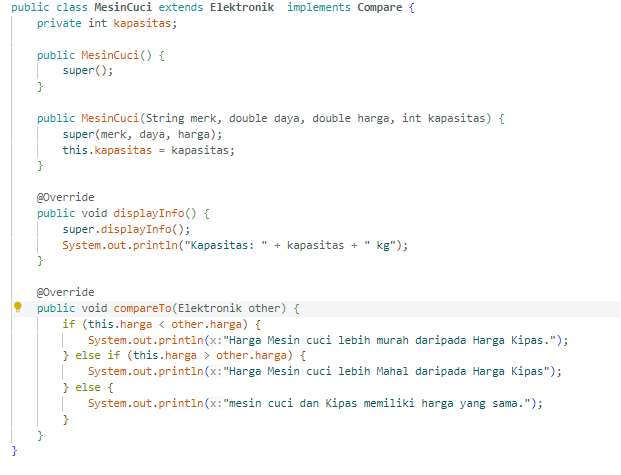 public class MesinCuci extends Elektronik  implements Compare {
    private int kapasitas;

    public MesinCuci() {
        super();
    }

    public MesinCuci(String merk, double daya, double harga, int kapasitas) {
        super(merk, daya, harga);
        this.kapasitas = kapasitas;
    }

    @Override
    public void displayInfo() {
        super.displayInfo();
        System.out.println("Kapasitas: " + kapasitas + " kg");
    }

    @Override
    public void compareTo(Elektronik other) {
        if (this.harga < other.harga) {
            System.out.println(x:"Harga Mesin cuci lebih murah daripada Harga Kipas.");
        } else if (this.harga > other.harga) {
            System.out.println(x:"Harga Mesin cuci lebih Mahal daripada Harga Kipas");
        } else {
            System.out.println(x:"mesin cuci dan Kipas memiliki harga yang sama.");
        }
    }
}